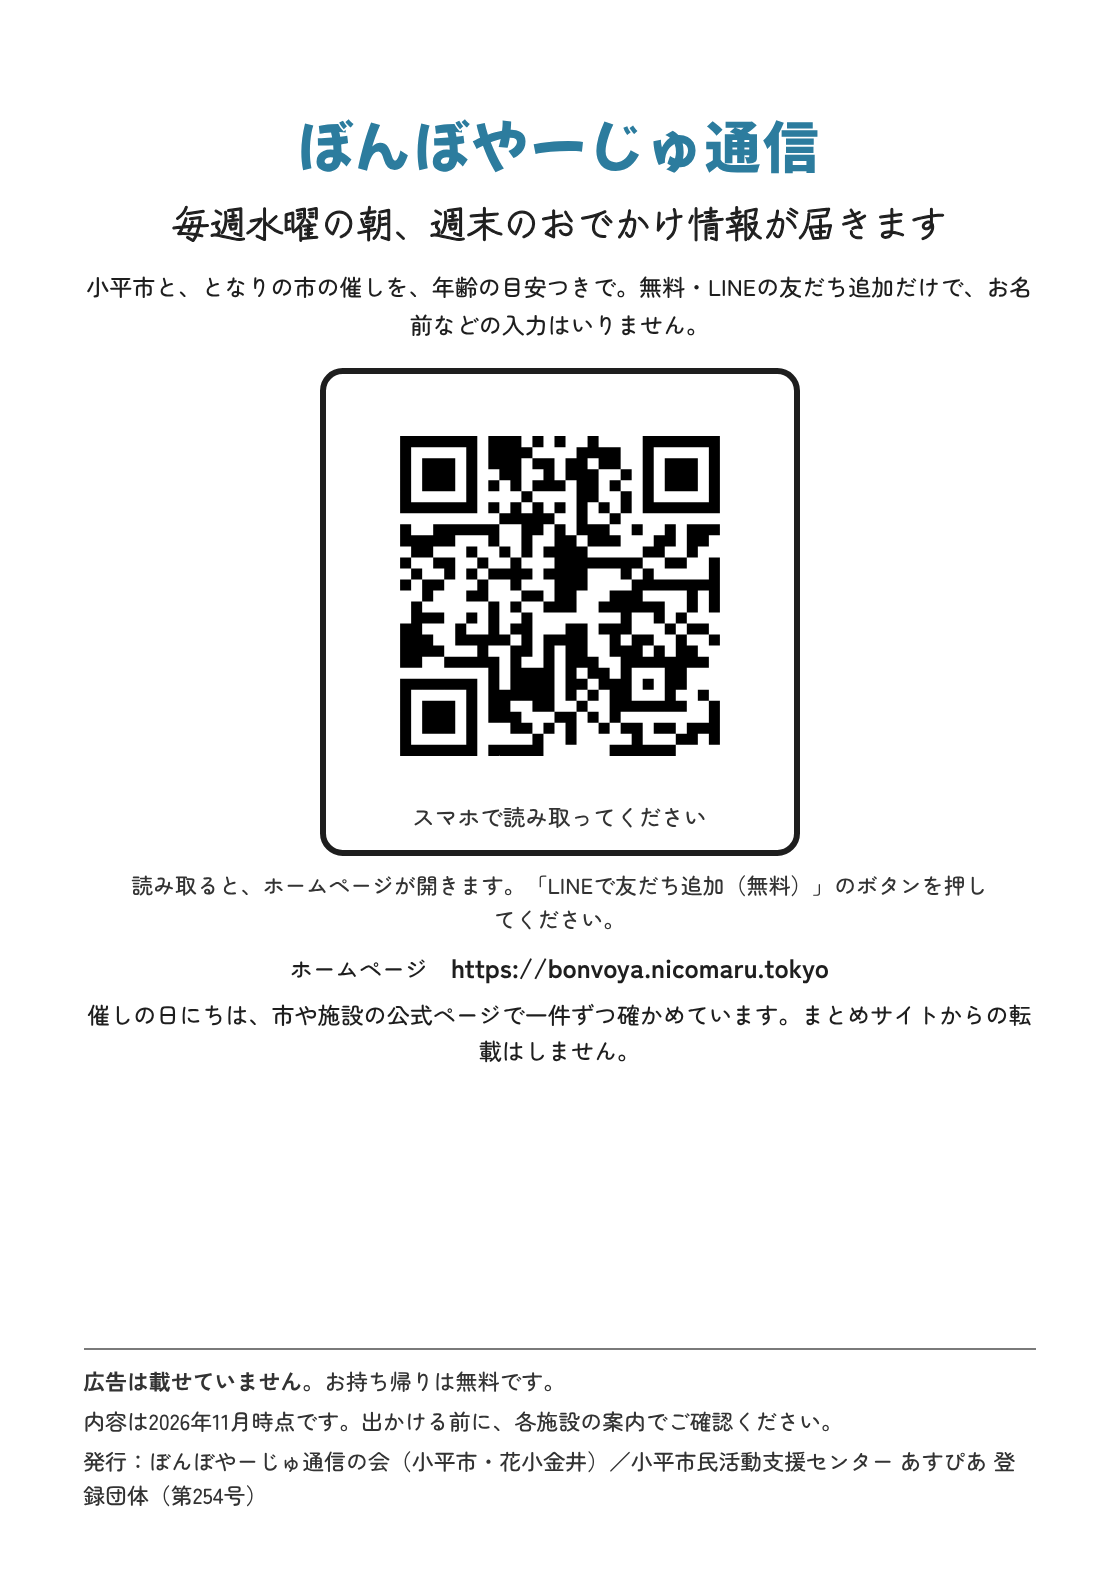 ぼんぼやーじゅ通信
毎週水曜の朝、週末のおでかけ情報が届きます
小平市と、となりの市の催しを、年齢の目安つきで。無料・LINEの友だち追加だけで、お名
前などの入力はいりません。
スマホで読み取ってください
読み取ると、ホームページが開きます。「LINEで友だち追加（無料）」のボタンを押し
てください。
ホームページ　https://bonvoya.nicomaru.tokyo
催しの日にちは、市や施設の公式ページで一件ずつ確かめています。まとめサイトからの転
載はしません。
広告は載せていません。お持ち帰りは無料です。
内容は2026年11月時点です。出かける前に、各施設の案内でご確認ください。
発行：ぼんぼやーじゅ通信の会（小平市・花小金井）／小平市民活動支援センター あすぴあ 登
録団体（第254号）